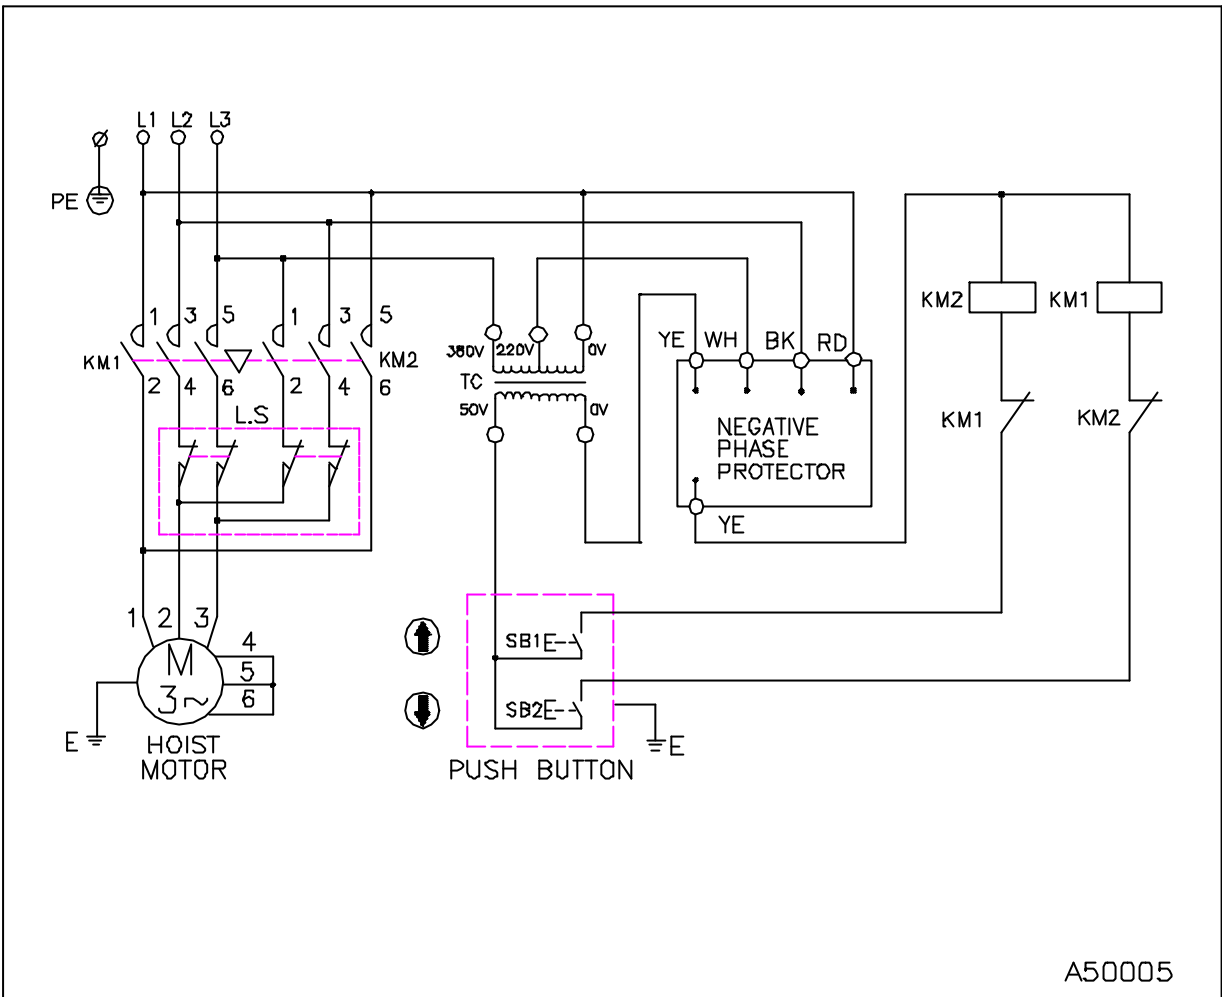 L1 L2 L3
PE
1 3 5 1 3 5
KM1 KM2
2 4 6 2 4 6
L.S
380V 220V 0V
TC
50V 0V
YE WH BK RD
NEGATIVE
PHASE
PROTECTOR
YE
KM2 KM1
KM1 KM2
1 2 3
M
3~
4
5
6
E
HOIST
MOTOR
SB1
SB2
E
PUSH BUTTON
A50005